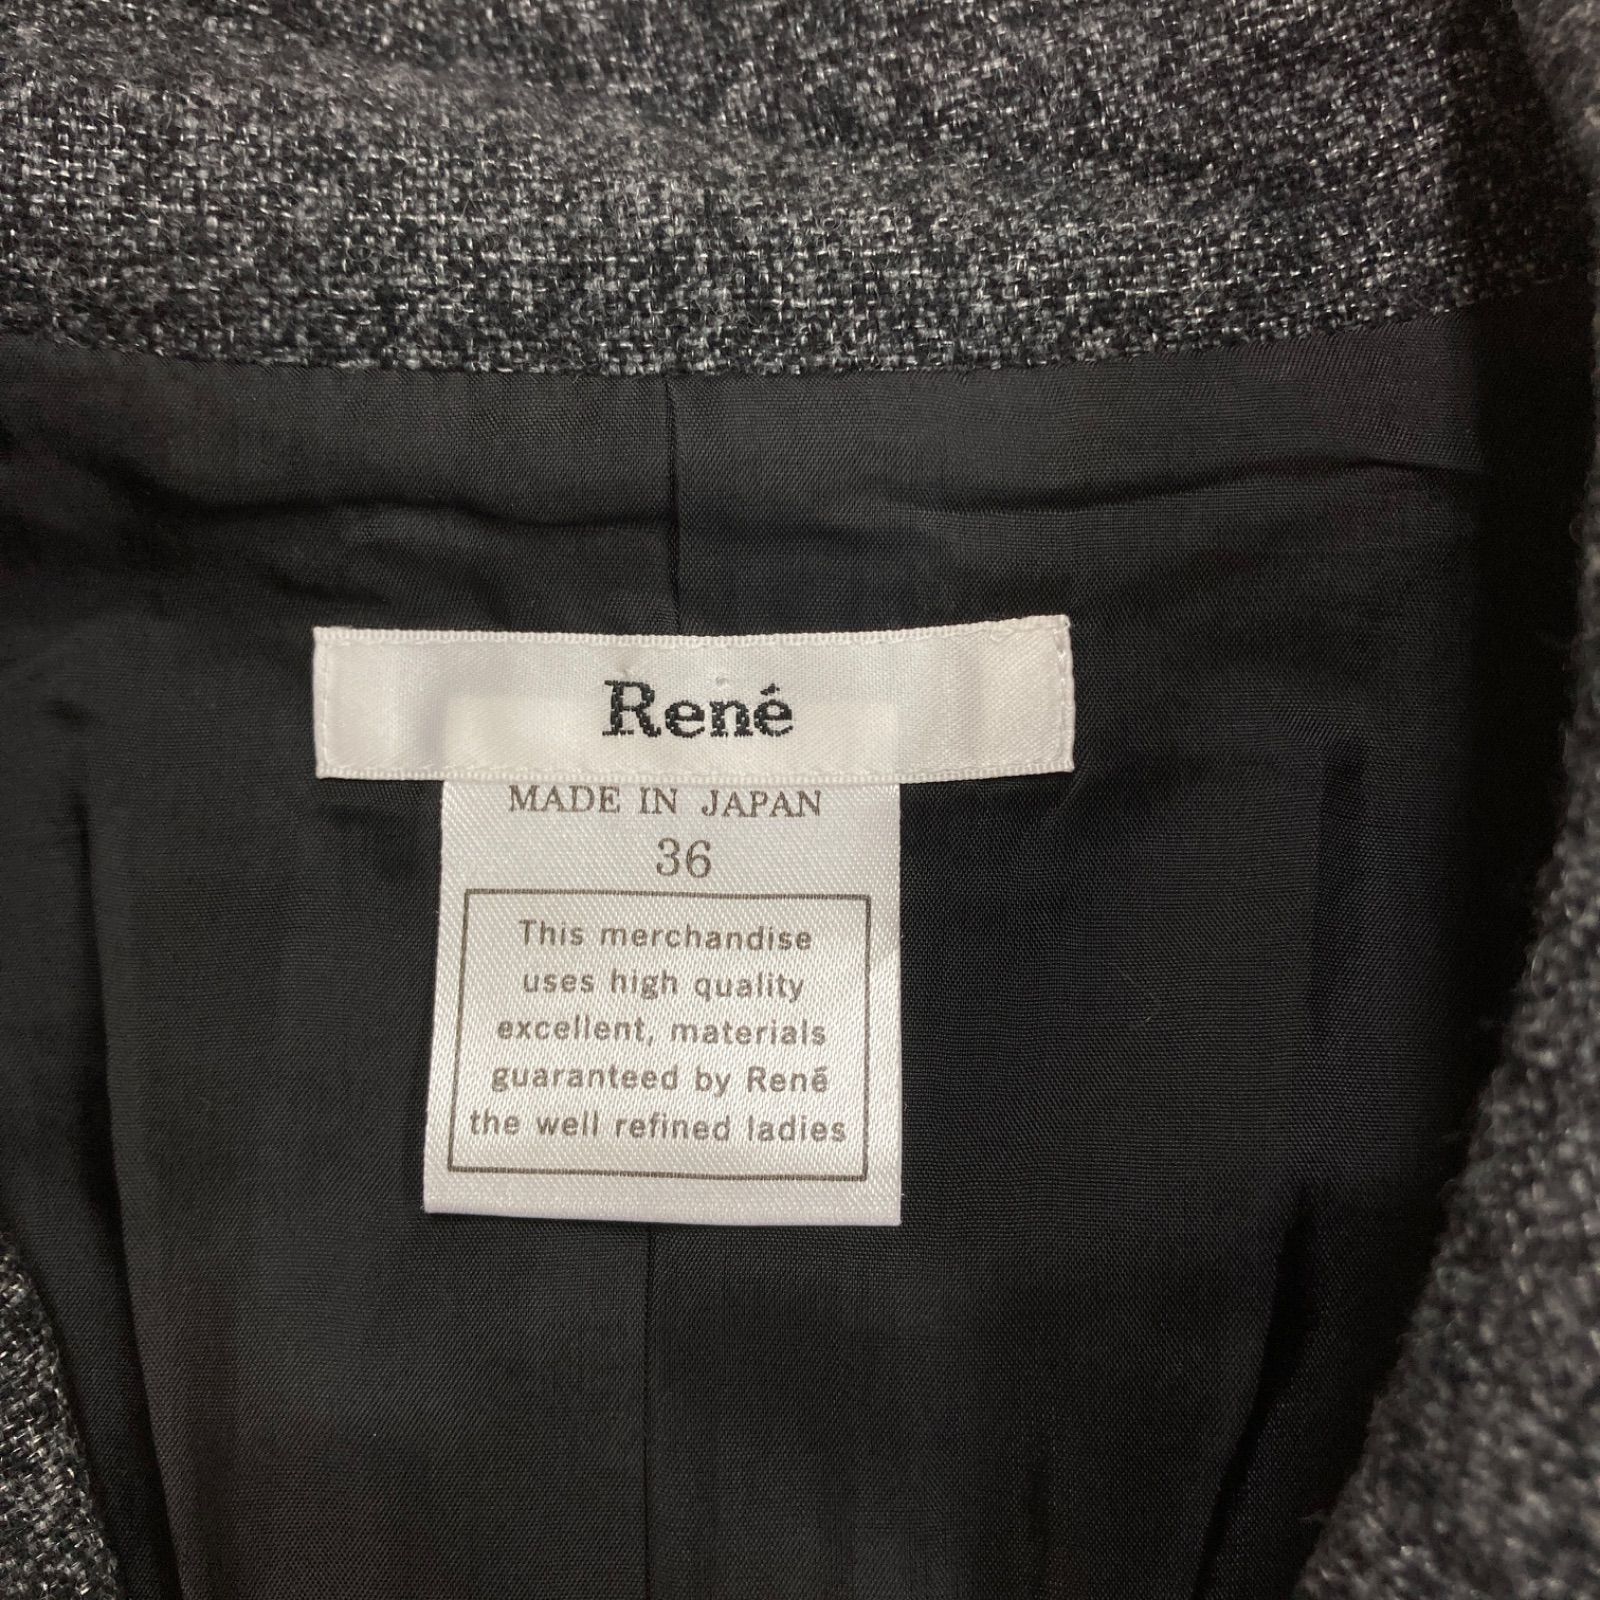 René
MADE IN JAPAN
36
This merchandise
uses high quality
excellent, materials
guaranteed by René
the well refined ladies